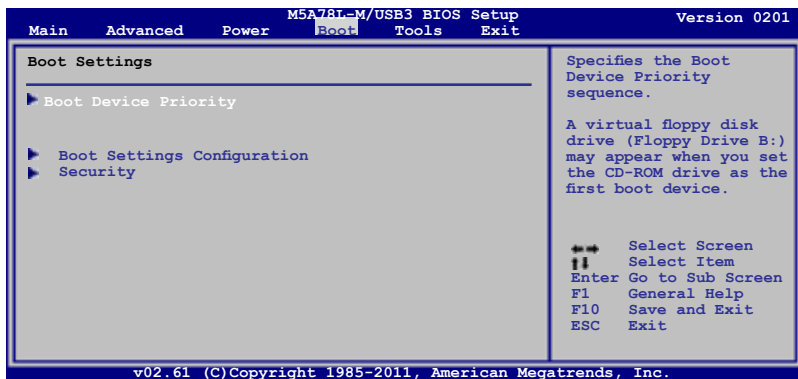 M5A78L-M/USB3 BIOS Setup Version 0201
Main Advanced Power Boot Tools Exit
Boot Settings
Boot Device Priority
Boot Settings Configuration
Security
Specifies the Boot
Device Priority
sequence.
A virtual floppy disk
drive (Floppy Drive B:)
may appear when you set
the CD-ROM drive as the
first boot device.
Select Screen
Select Item
Enter Go to Sub Screen
F1 General Help
F10 Save and Exit
ESC Exit
v02.61 (C)Copyright 1985-2011, American Megatrends, Inc.